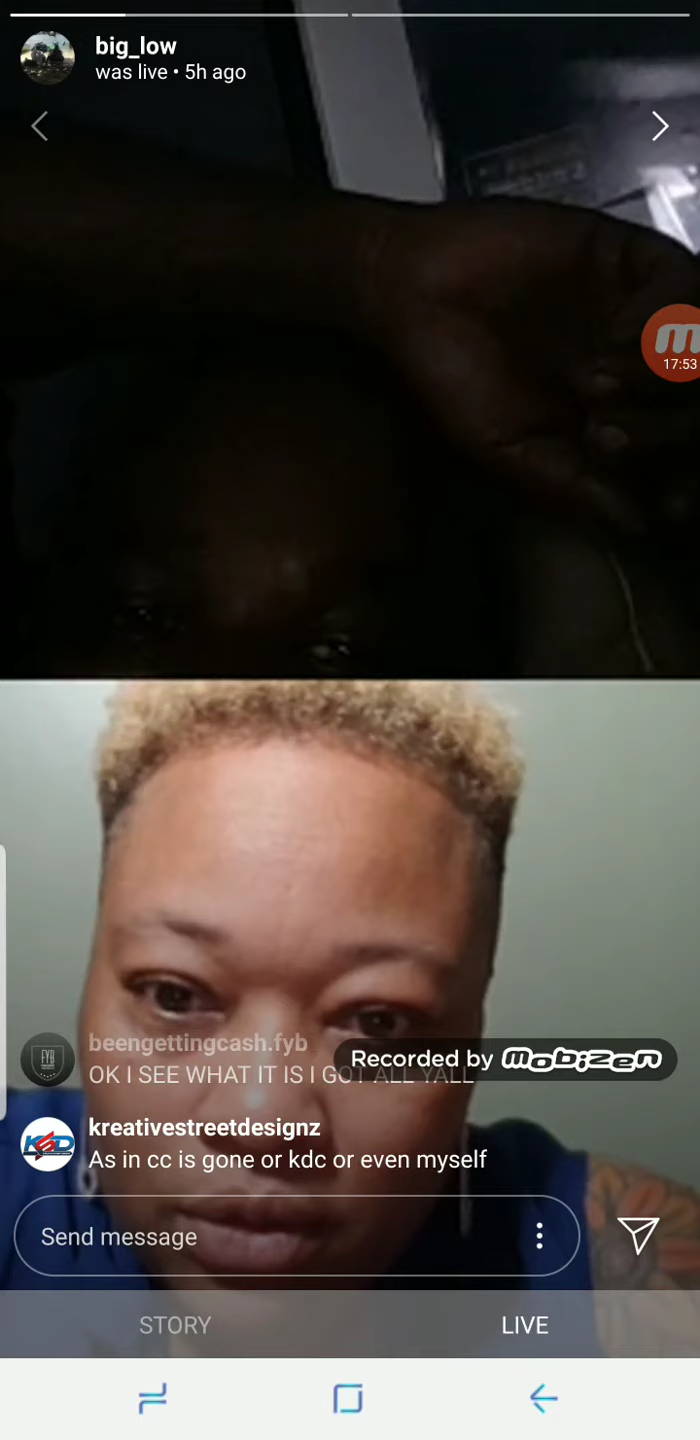 big_low
was live • 5h ago
17:53
beengettingcash.fyb
Recorded by mobizen
OK I SEE WHAT IT IS I GOT ALL YALL
kreativestreetdesignz
As in cc is gone or kdc or even myself
Send message
STORY
LIVE